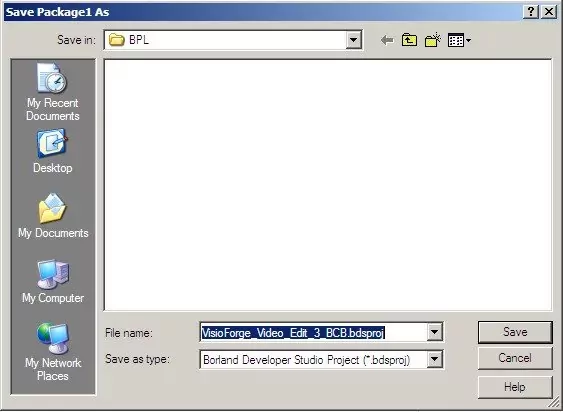 Save Package1 As
Save in:
BPL
My Recent
Documents
Desktop
My Documents
My Computer
My Network
Places
File name:
VisioForge_Video_Edit_3_BCB.bdsproj
Save as type:
Borland Developer Studio Project (*.bdsproj)
Save
Cancel
Help